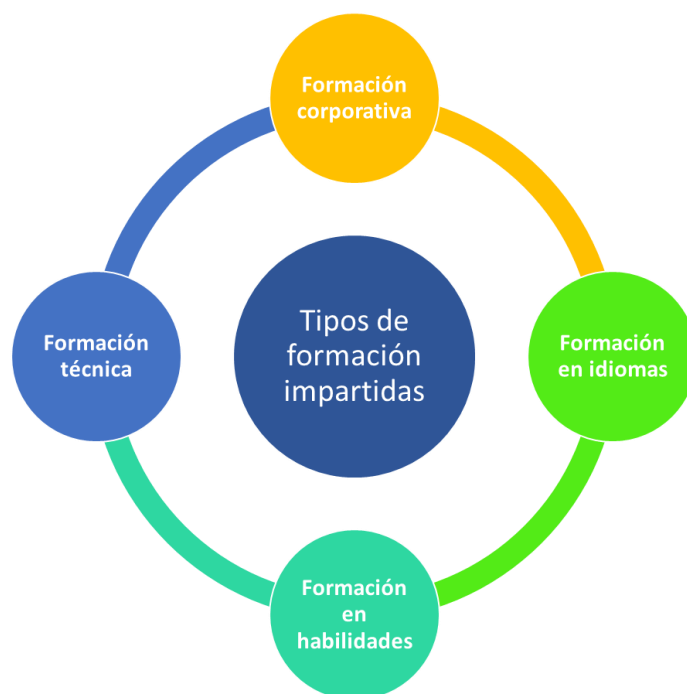 Formación
corporativa
Formación
técnica
Tipos de
formación
impartidas
Formación
en idiomas
Formación
en
habilidades